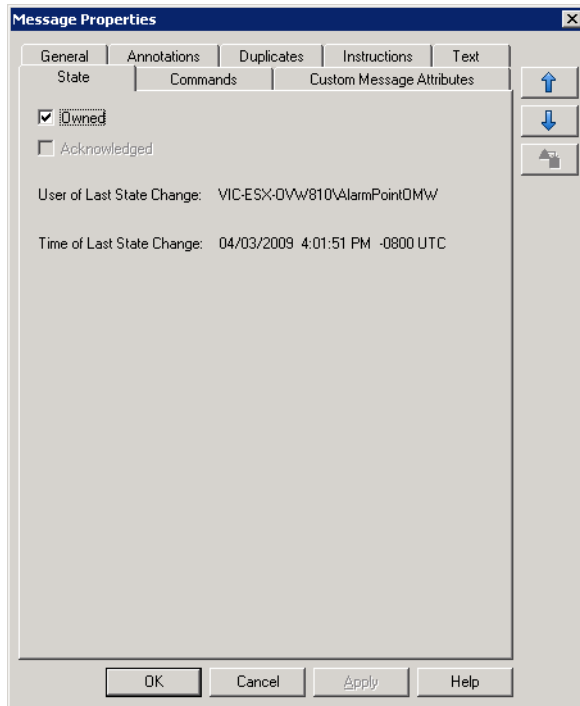 Message Properties
General Annotations Duplicates Instructions Text
State Commands Custom Message Attributes
Owned
Acknowledged
User of Last State Change: VIC-ESX-OVW810\AlarmPointOMW
Time of Last State Change: 04/03/2009 4:01:51 PM -0800 UTC
OK Cancel Apply Help